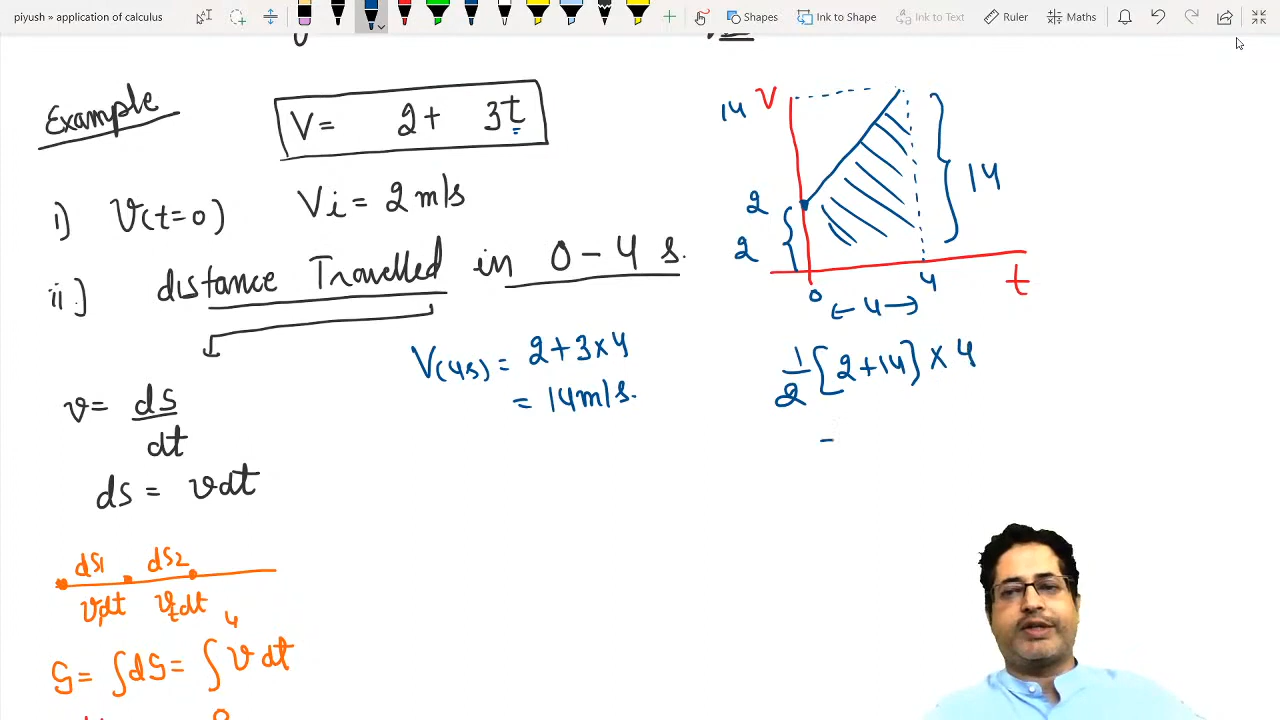 piyush » application of calculus
Shapes
Ink to Shape
Ink to Text
Ruler
Maths
Example
V= 2+ 3t
i) V(t=0) Vi = 2 m/s
ii) distance Travelled in 0-4 s.
V(4s) = 2+3×4
= 14m/s.
v= ds
dt
ds = vdt
ds1 ds2
v1dt v2dt
S= ∫ds= ∫ v dt
4
0
14 V
2
2
14
0 4
4
t
1/2 [2+14] × 4
=